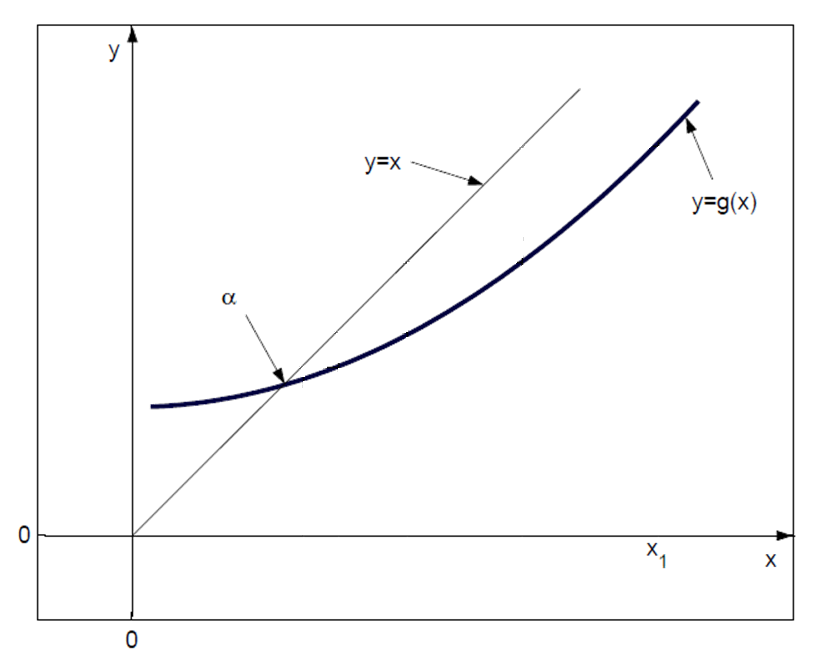 y
y=x
y=g(x)
α
0
x₁
x
0